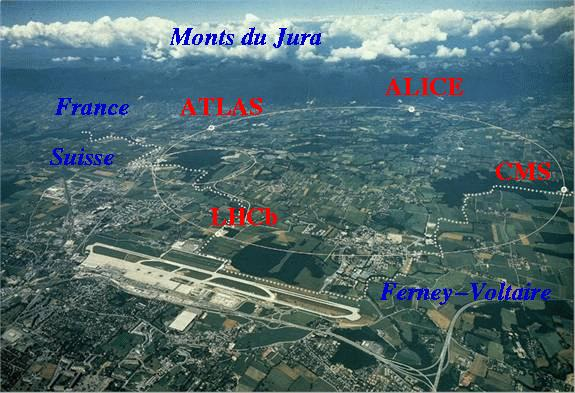 Monts du Jura
ALICE
France
ATLAS
Suisse
CMS
LHCb
Ferney-Voltaire